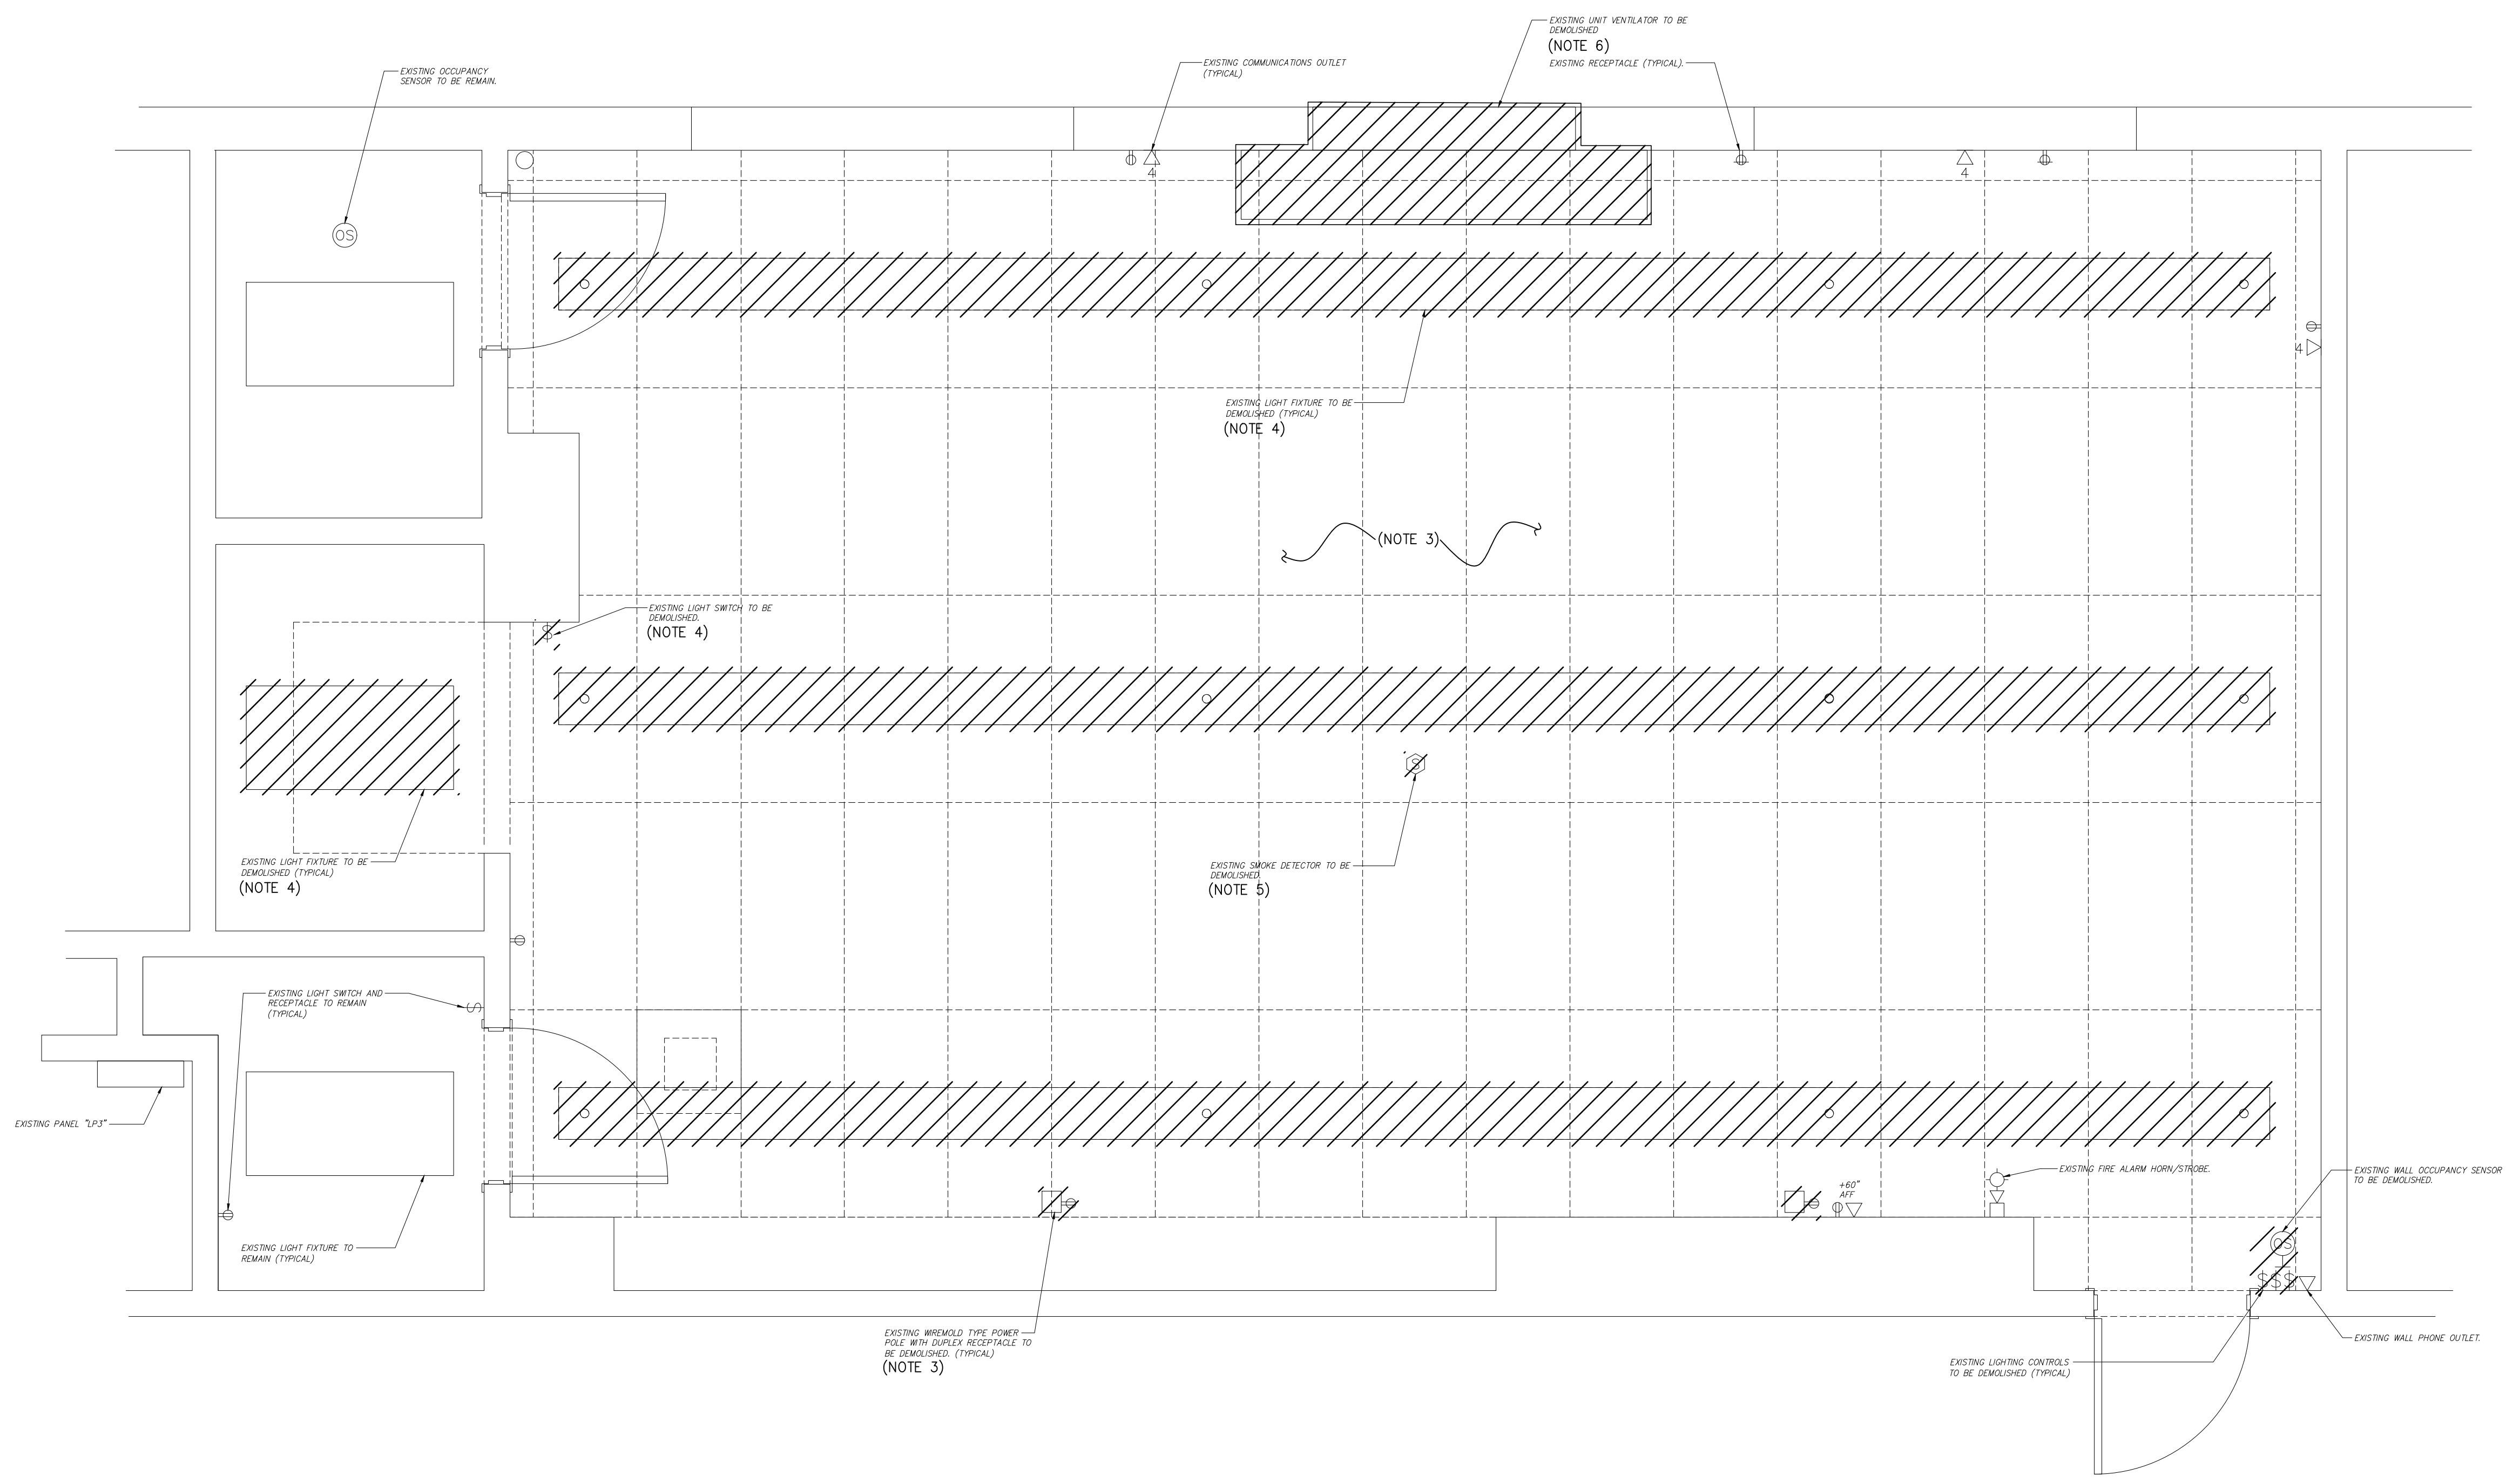 EXISTING UNIT VENTILATOR TO BE
DEMOLISHED
(NOTE 6)
EXISTING RECEPTACLE (TYPICAL).
EXISTING COMMUNICATIONS OUTLET
(TYPICAL)
EXISTING OCCUPANCY
SENSOR TO BE REMAIN.
4
4
OS
4
EXISTING LIGHT FIXTURE TO BE
DEMOLISHED (TYPICAL)
(NOTE 4)
(NOTE 3)
EXISTING LIGHT SWITCH TO BE
DEMOLISHED.
(NOTE 4)
$
S
EXISTING LIGHT FIXTURE TO BE
DEMOLISHED (TYPICAL)
(NOTE 4)
EXISTING SMOKE DETECTOR TO BE
DEMOLISHED.
(NOTE 5)
EXISTING LIGHT SWITCH AND
RECEPTACLE TO REMAIN
(TYPICAL)
$
EXISTING PANEL "LP3"
EXISTING FIRE ALARM HORN/STROBE.
EXISTING WALL OCCUPANCY SENSOR
TO BE DEMOLISHED.
+60"
AFF
OS
EXISTING LIGHT FIXTURE TO
REMAIN (TYPICAL)
$$$
EXISTING WIREMOLD TYPE POWER
POLE WITH DUPLEX RECEPTACLE TO
BE DEMOLISHED. (TYPICAL)
(NOTE 3)
EXISTING WALL PHONE OUTLET.
EXISTING LIGHTING CONTROLS
TO BE DEMOLISHED (TYPICAL)